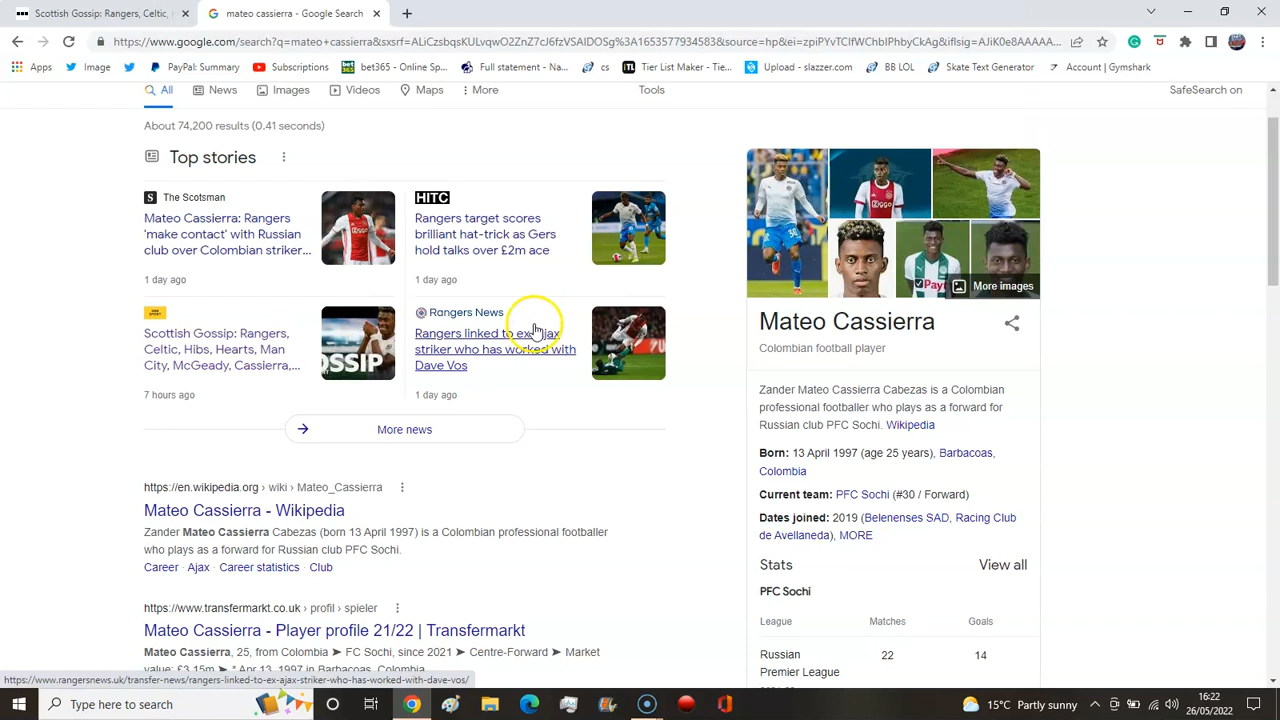 Scottish Gossip: Rangers, Celtic,
mateo cassierra - Google Search
https://www.google.com/search?q=mateo+cassierra&sxsrf=ALiCzsbqcKULvqwO2ZnZ7cJ6fzVSAIDOSg%3A1653577934583&source=hp&ei=zpiPYvTCIfWChbIPhbyCkAg&iflsig=AJiK0e8AAAAA...
Apps
Image
PayPal: Summary
Subscriptions
bet365 - Online Sp...
Full statement - Na...
cs
Tier List Maker - Tie...
Upload - slazzer.com
BB LOL
Skate Text Generator
Account | Gymshark
All
News
Images
Videos
Maps
More
Tools
SafeSearch on
About 74,200 results (0.41 seconds)
Top stories
The Scotsman
Mateo Cassierra: Rangers
'make contact' with Russian
club over Colombian striker...
1 day ago
HITC
Rangers target scores
brilliant hat-trick as Gers
hold talks over £2m ace
1 day ago
Scottish Gossip: Rangers,
Celtic, Hibs, Hearts, Man
City, McGeady, Cassierra,...
GOSSIP
7 hours ago
Rangers News
Rangers linked to ex-Ajax
striker who has worked with
Dave Vos
1 day ago
More news
https://en.wikipedia.org › wiki › Mateo_Cassierra
Mateo Cassierra - Wikipedia
Zander Mateo Cassierra Cabezas (born 13 April 1997) is a Colombian professional footballer
who plays as a forward for Russian club PFC Sochi.
Career · Ajax · Career statistics · Club
https://www.transfermarkt.co.uk › profil › spieler
Mateo Cassierra - Player profile 21/22 | Transfermarkt
Mateo Cassierra, 25, from Colombia ➤ FC Sochi, since 2021 ➤ Centre-Forward ➤ Market
value: £3.15m ➤ * Apr 13, 1997 in Barbacoas, Colombia.
Ziggo
Pay
More images
Mateo Cassierra
Colombian football player
Zander Mateo Cassierra Cabezas is a Colombian
professional footballer who plays as a forward for
Russian club PFC Sochi. Wikipedia
Born: 13 April 1997 (age 25 years), Barbacoas,
Colombia
Current team: PFC Sochi (#30 / Forward)
Dates joined: 2019 (Belenenses SAD, Racing Club
de Avellaneda), MORE
Stats
View all
PFC Sochi
League
Matches
Goals
Russian
Premier League
22
14
https://www.rangersnews.uk/transfer-news/rangers-linked-to-ex-ajax-striker-who-has-worked-with-dave-vos/
Type here to search
15°C Partly sunny
16:22
26/05/2022